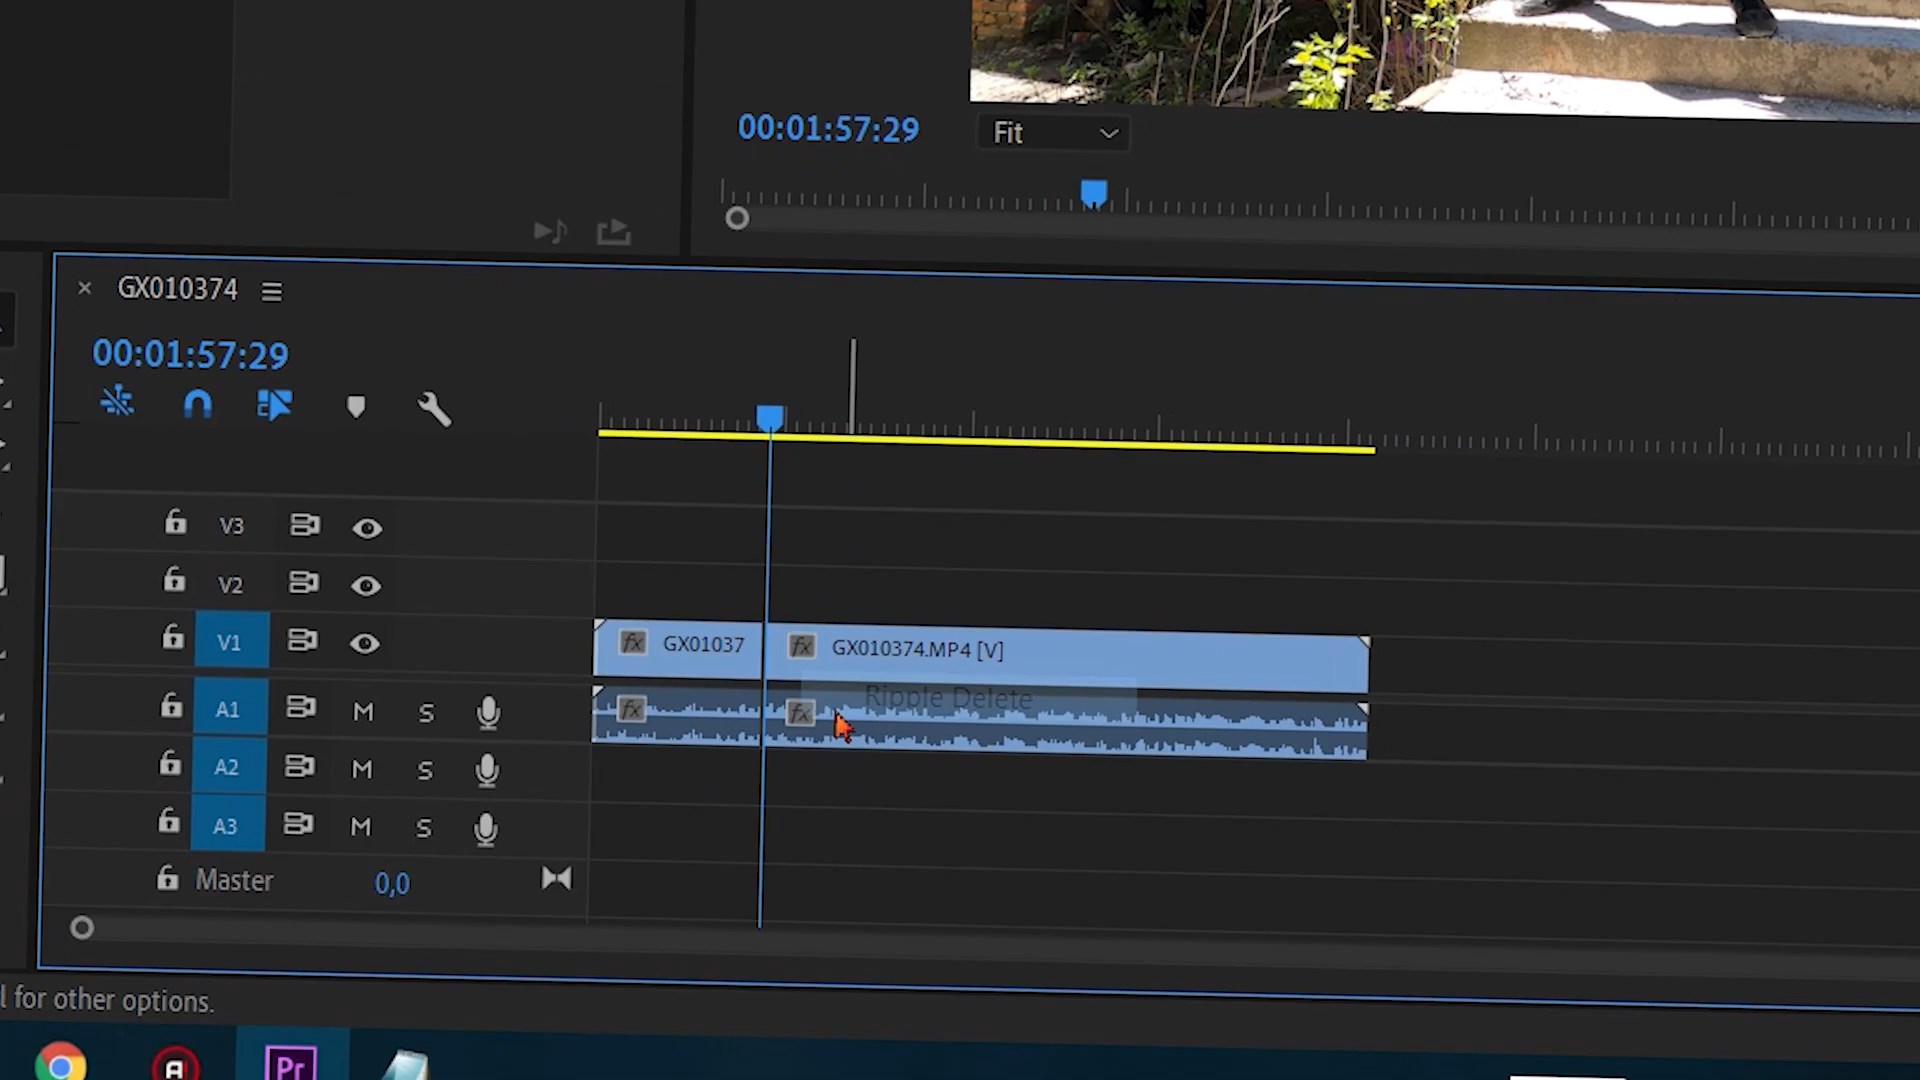 00:01:57:29
Fit
× GX010374
00:01:57:29
V3
V2
V1
GX01037
GX010374.MP4 [V]
Ripple Delete
A1 M S
A2 M S
A3 M S
Master 0,0
l for other options.
Pr